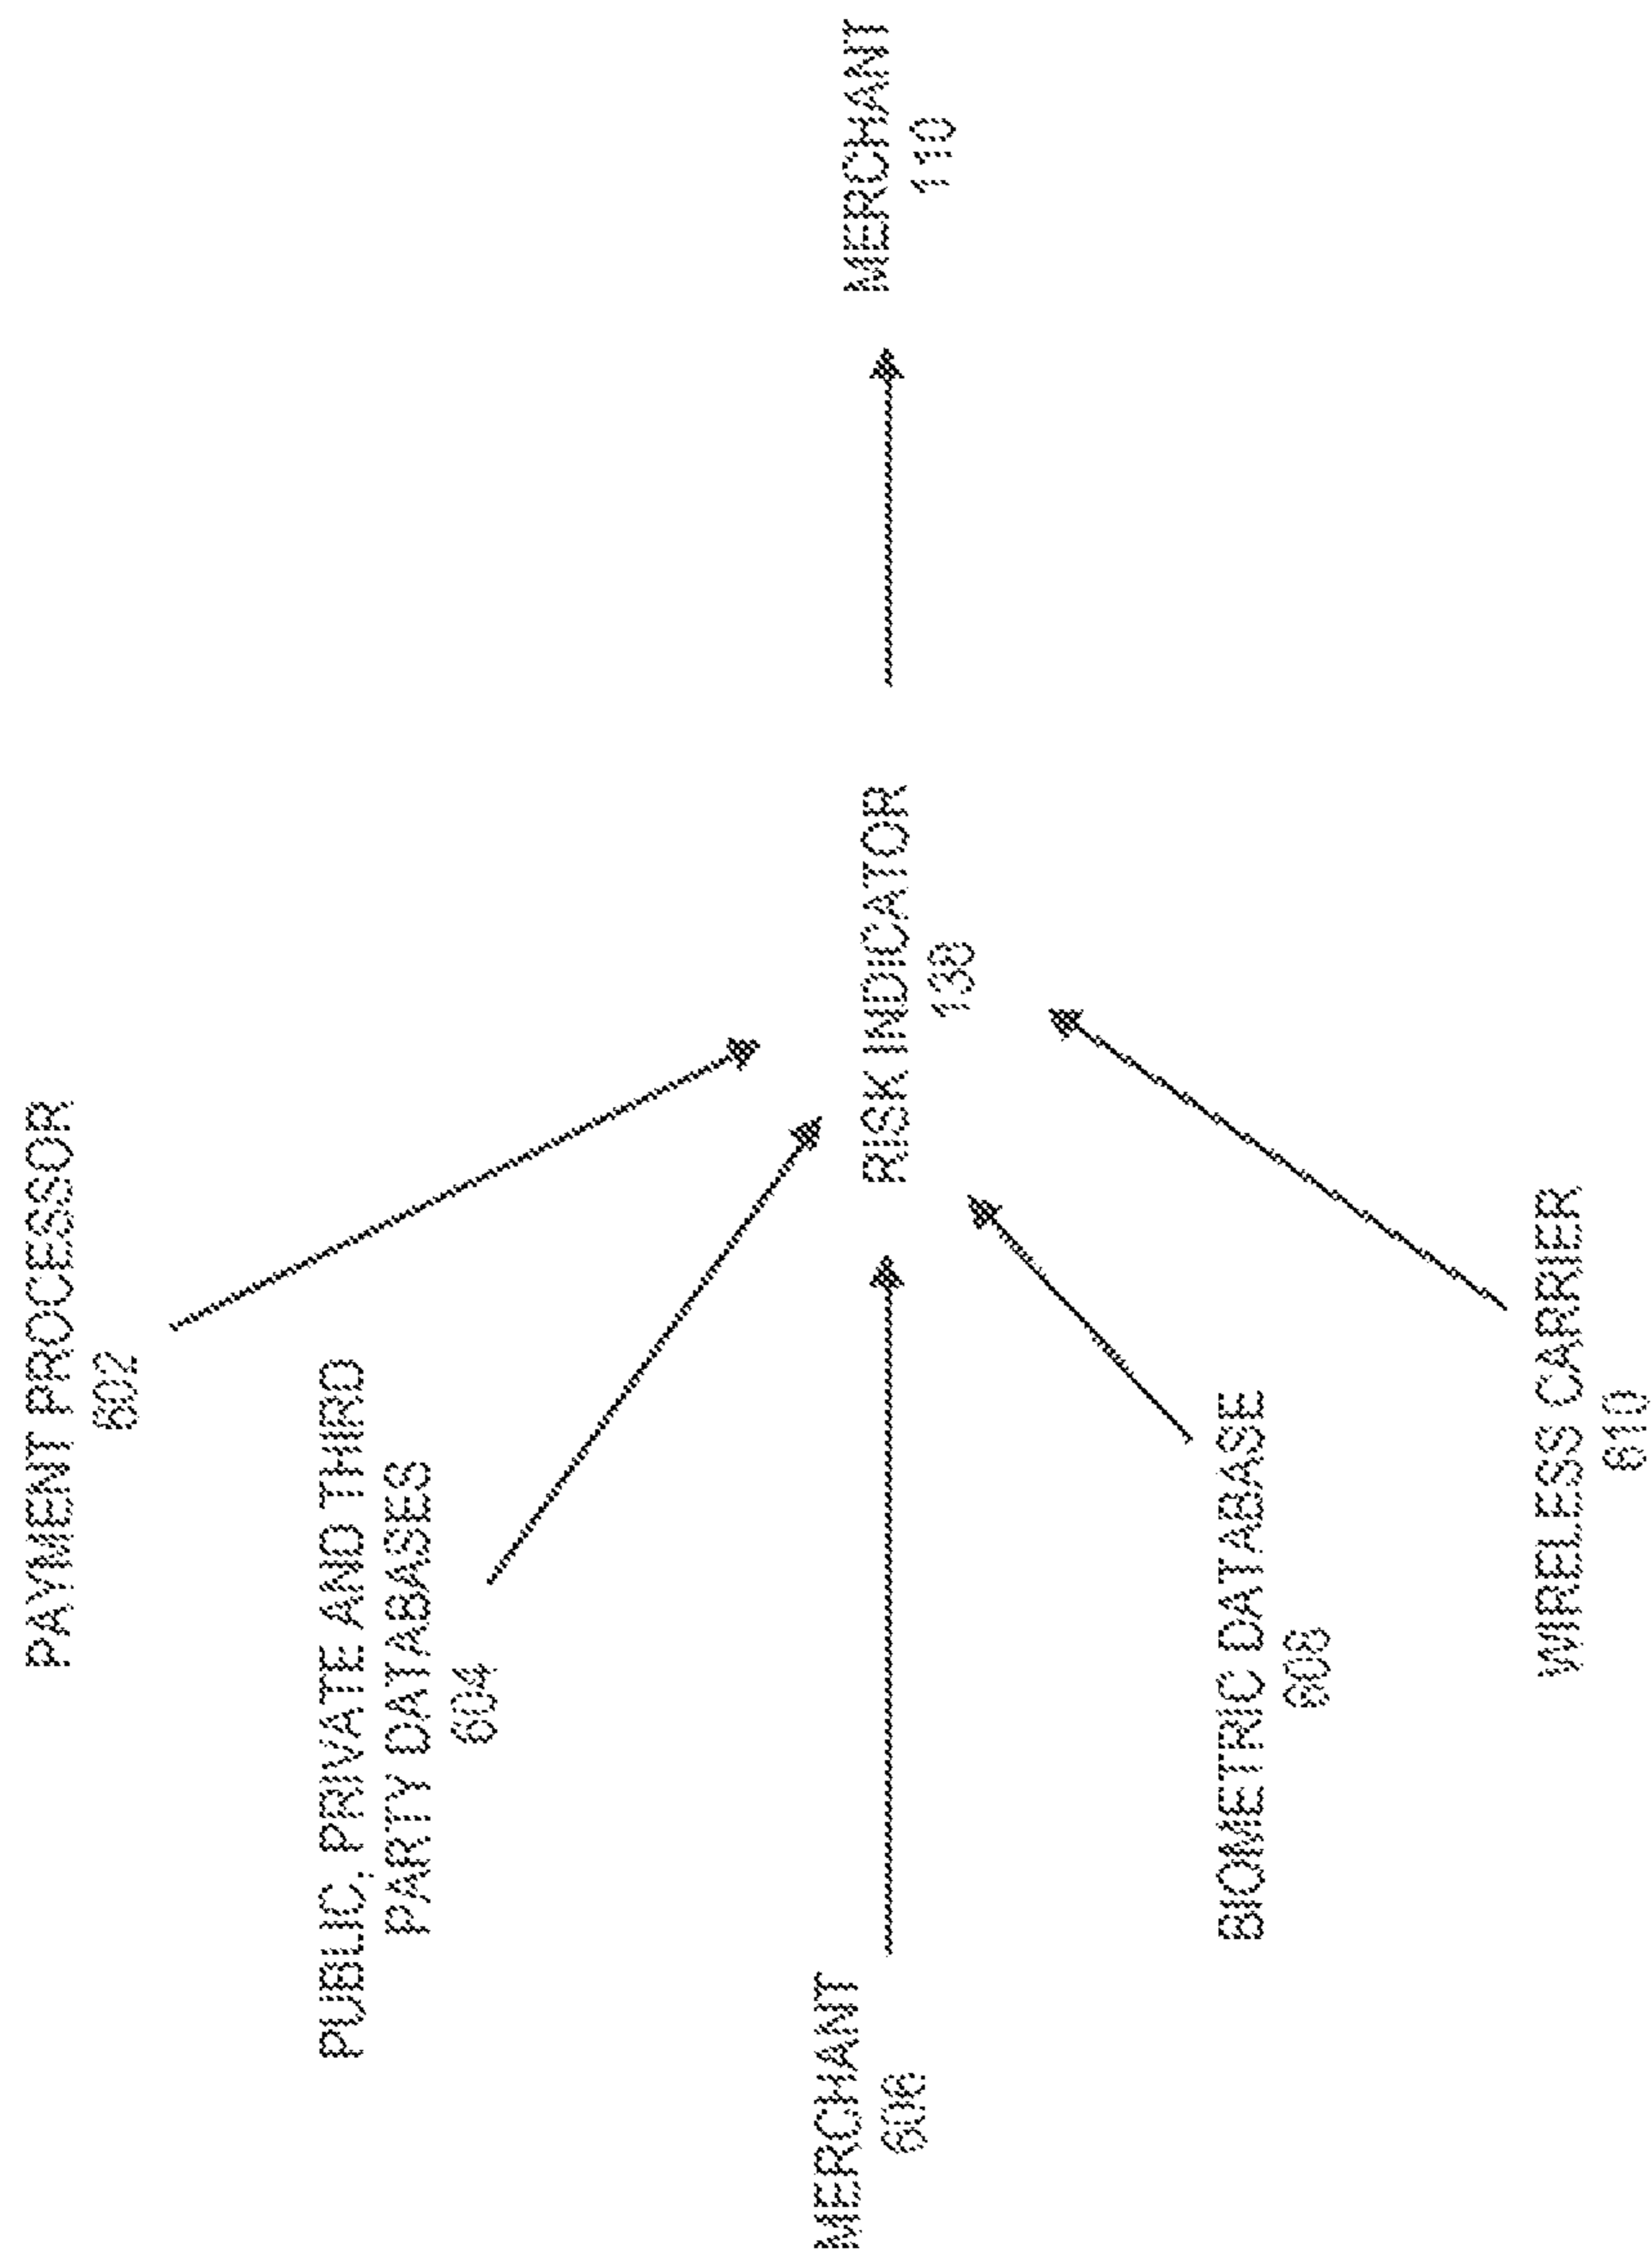 PAYMENT PROCESSOR
602
PUBLIC, PRIVATE AND THIRD
PARTY DATABASES
604
MERCHANT
606
RISK INDICATOR
138
MERCHANT
110
BIOMETRIC DATABASE
608
WIRELESS CARRIER
610